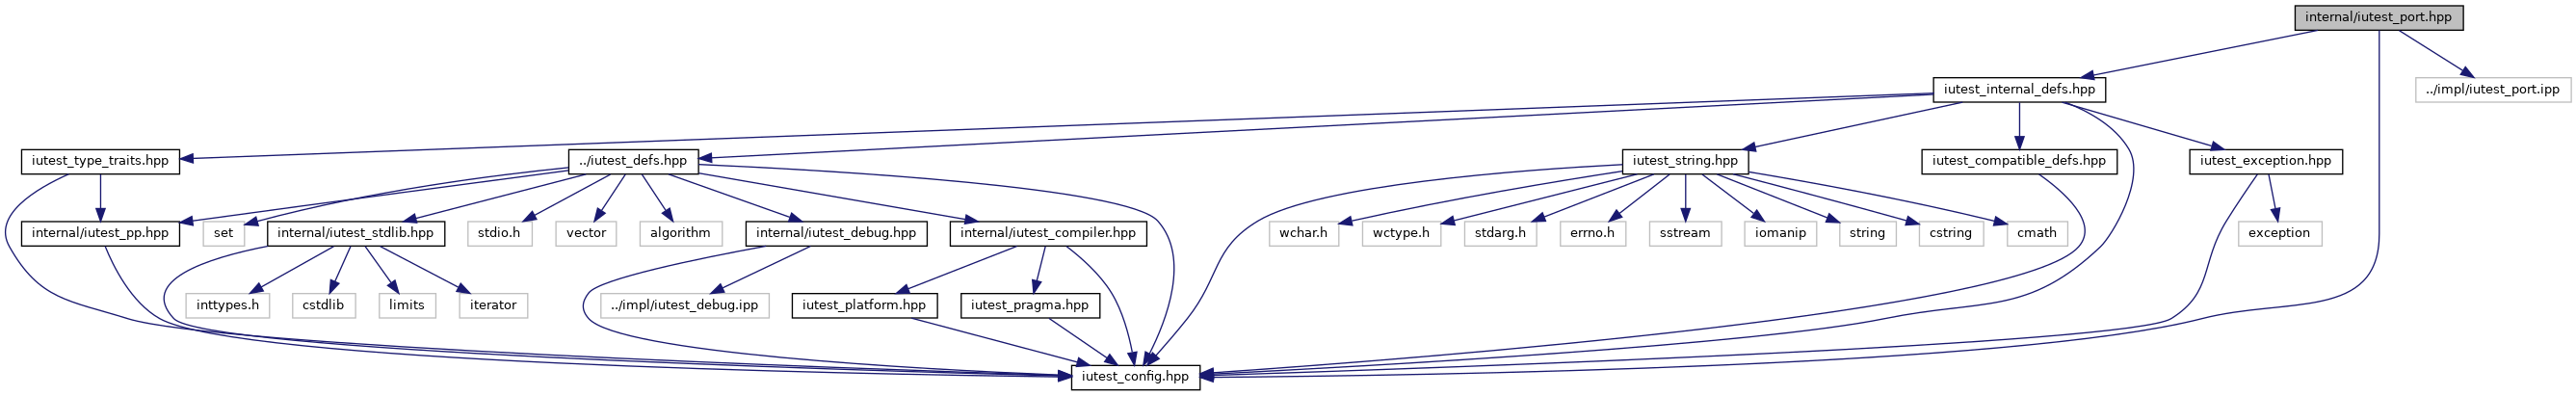 internal/iutest_port.hpp
iutest_internal_defs.hpp
../impl/iutest_port.ipp
iutest_type_traits.hpp
../iutest_defs.hpp
iutest_string.hpp
iutest_compatible_defs.hpp
iutest_exception.hpp
internal/iutest_pp.hpp
set
internal/iutest_stdlib.hpp
stdio.h
vector
algorithm
internal/iutest_debug.hpp
internal/iutest_compiler.hpp
wchar.h
wctype.h
stdarg.h
errno.h
sstream
iomanip
string
cstring
cmath
exception
inttypes.h
cstdlib
limits
iterator
../impl/iutest_debug.ipp
iutest_platform.hpp
iutest_pragma.hpp
iutest_config.hpp